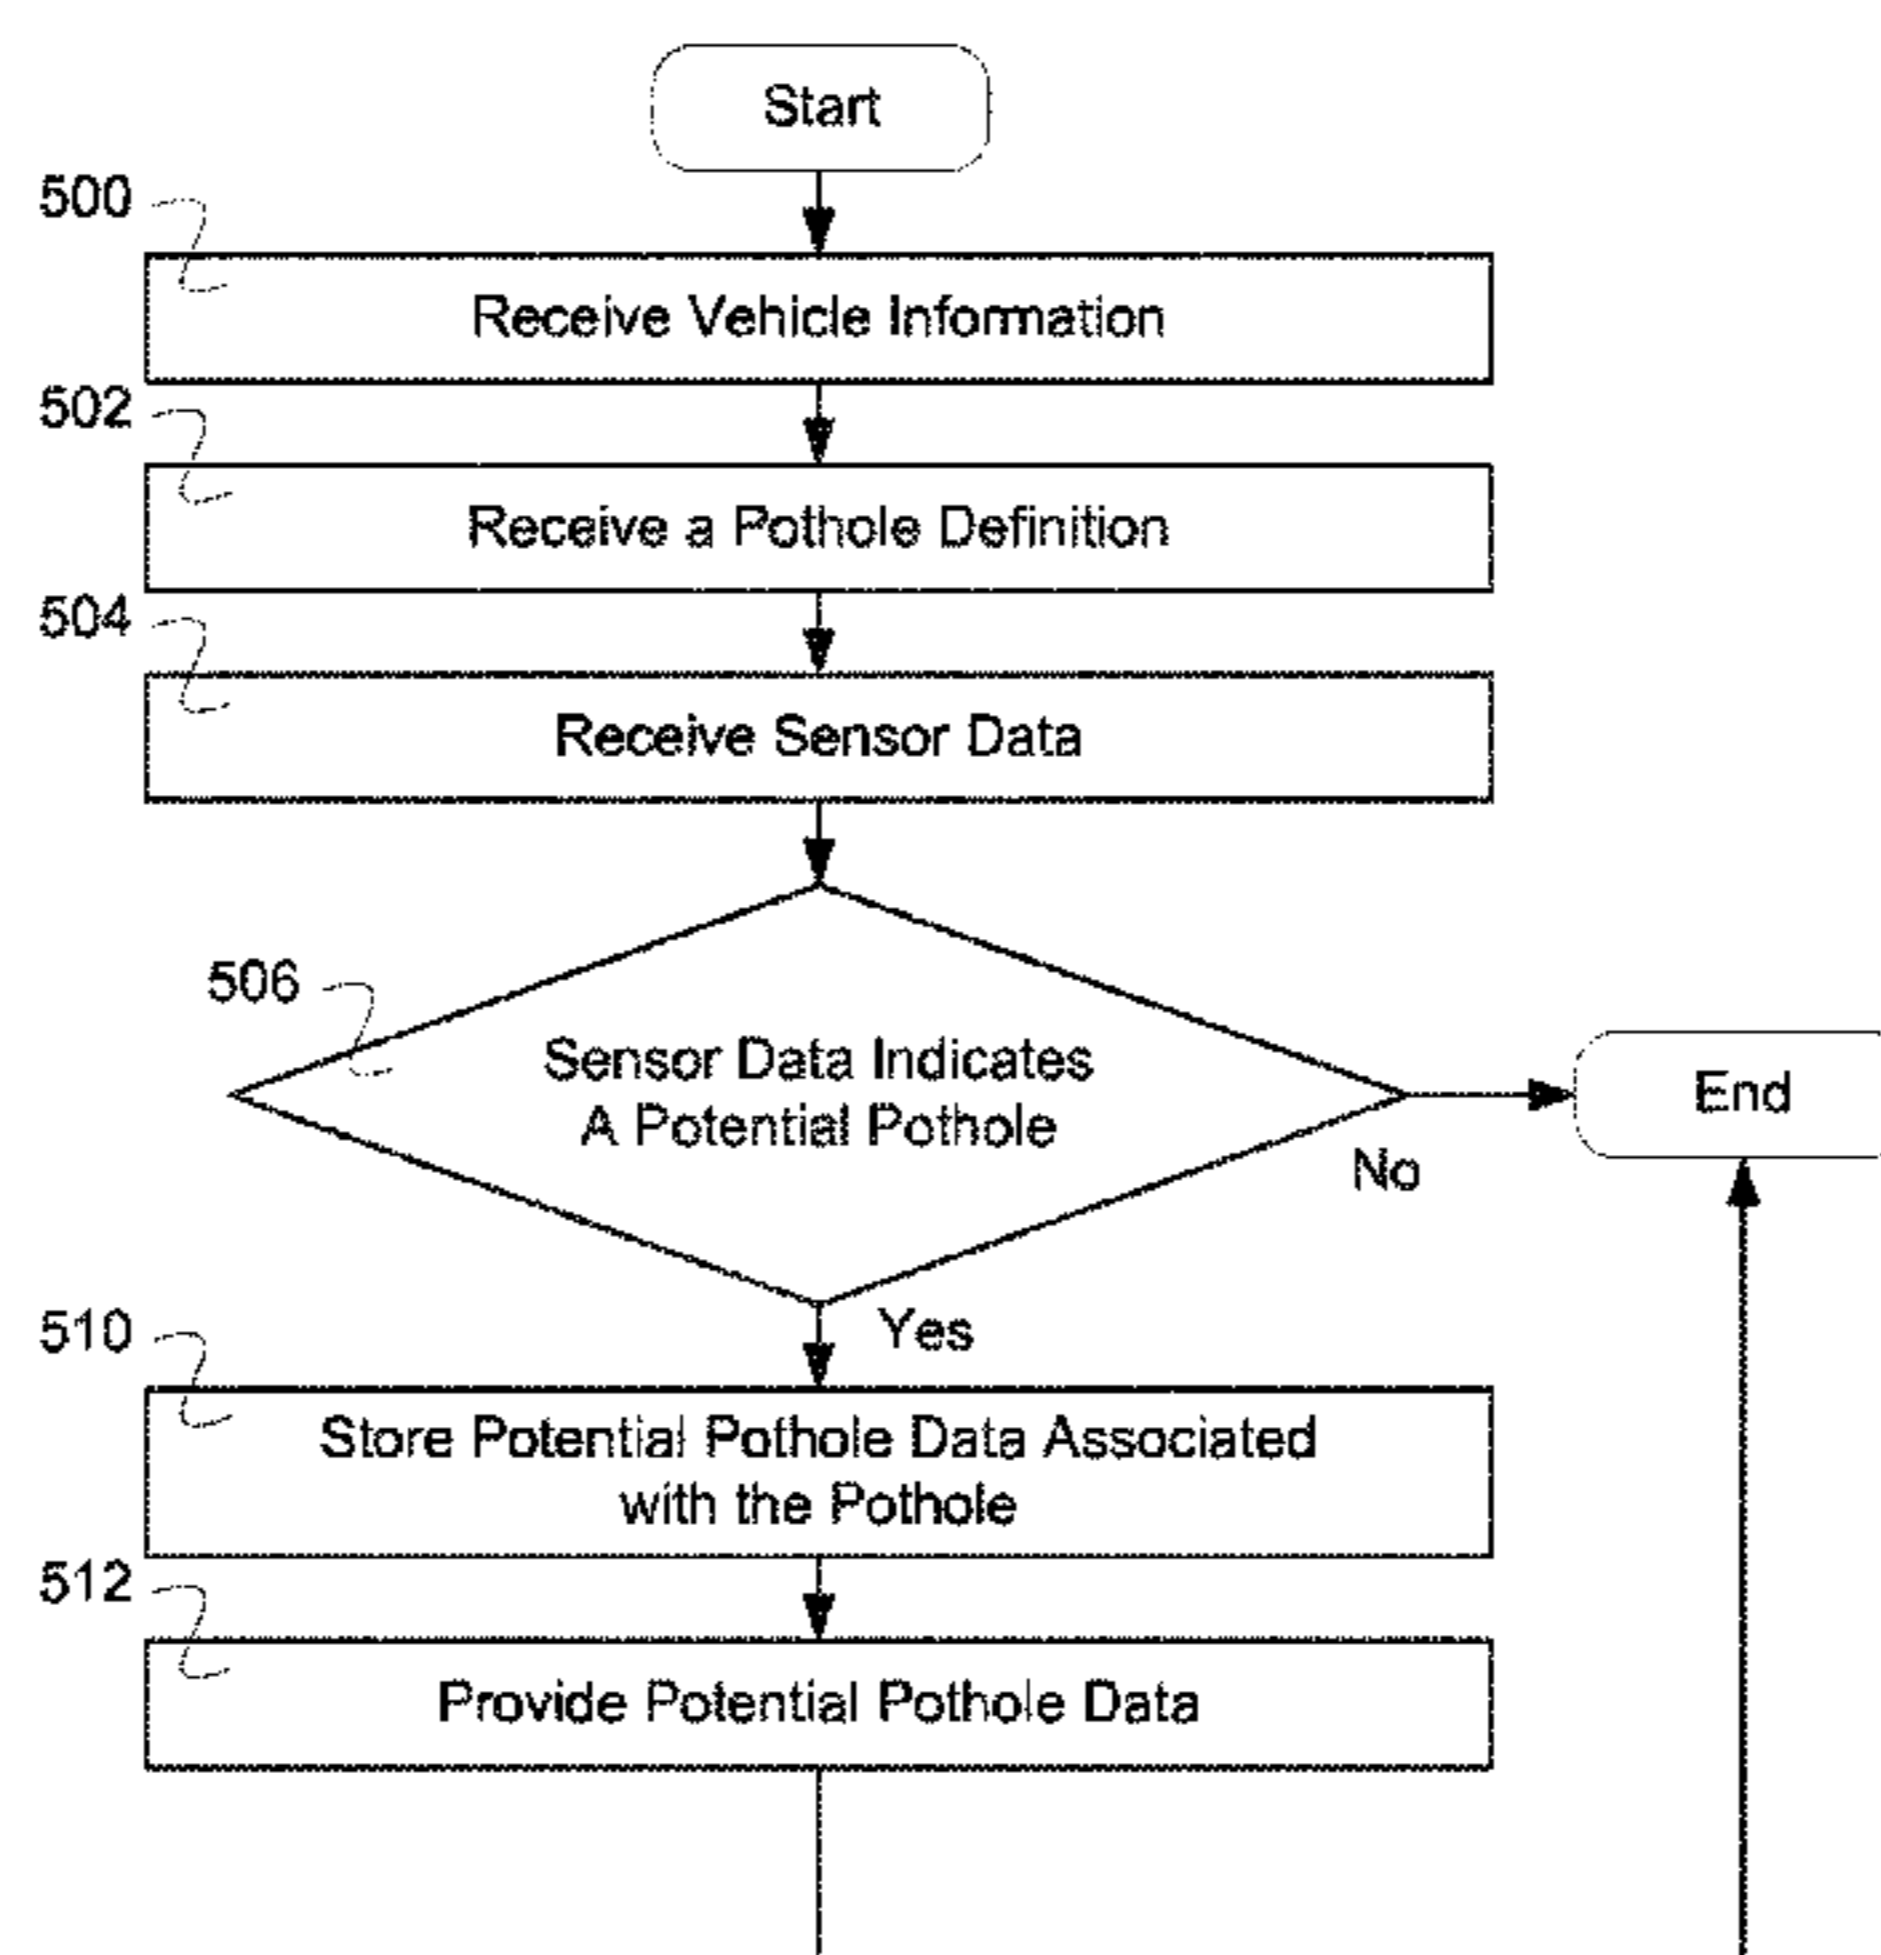 Start
500
Receive Vehicle Information
502
Receive a Pothole Definition
504
Receive Sensor Data
506
Sensor Data Indicates
A Potential Pothole
End
No
Yes
510
Store Potential Pothole Data Associated
with the Pothole
512
Provide Potential Pothole Data